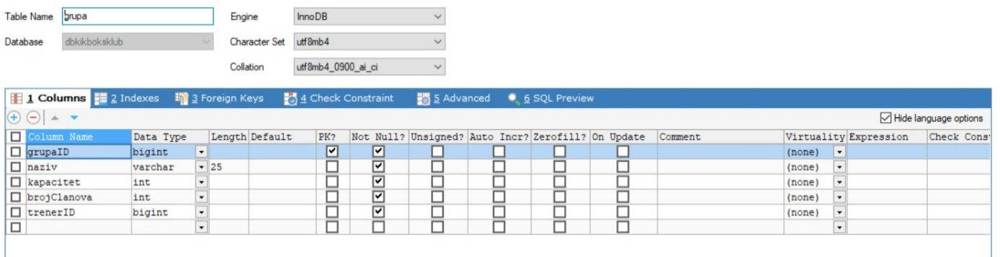 Table Name grupa Engine InnoDB
Database dbkikboksklub Character Set utf8mb4
Collation utf8mb4_0900_ai_ci
1 Columns 2 Indexes 3 Foreign Keys 4 Check Constraint 5 Advanced 6 SQL Preview
Hide language options
Column Name Data Type Length Default PK? Not Null? Unsigned? Auto Incr? Zerofill? On Update Comment Virtuality Expression Check Cons
grupaID bigint (none)
naziv varchar 25 (none)
kapacitet int (none)
brojClanova int (none)
trenerID bigint (none)